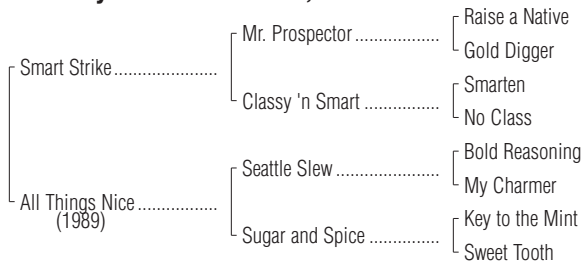 Raise a Native
Mr. Prospector ..................
Gold Digger
Smart Strike......................
Smarten
Classy 'n Smart ................
No Class
Bold Reasoning
Seattle Slew ......................
My Charmer
All Things Nice .................
(1989)
Key to the Mint
Sugar and Spice ...............
Sweet Tooth